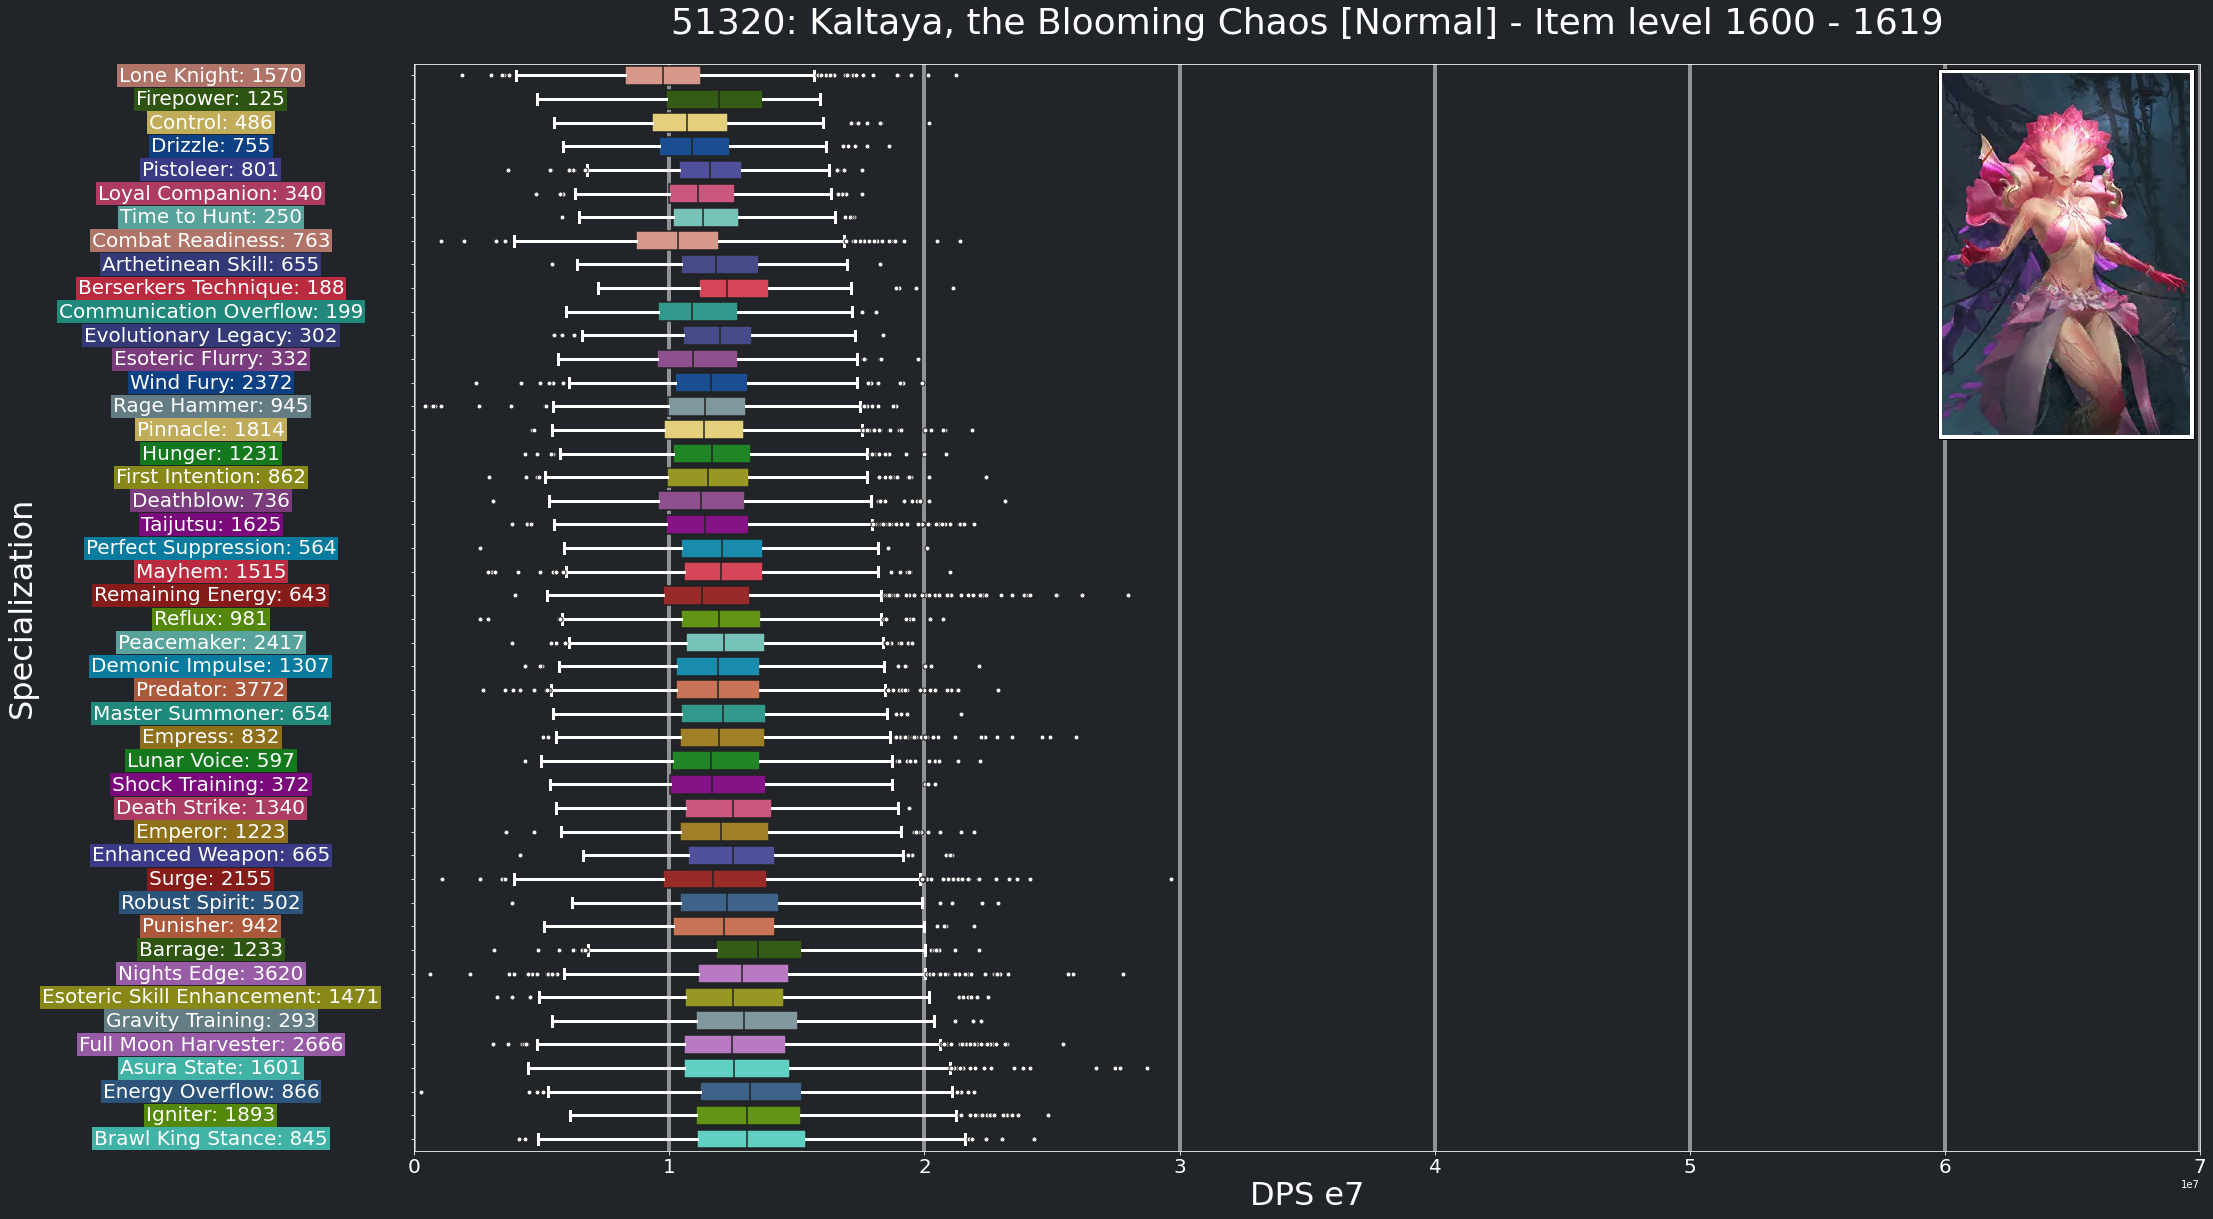 51320: Kaltaya, the Blooming Chaos [Normal] - Item level 1600 - 1619
Lone Knight: 1570
Firepower: 125
Control: 486
Drizzle: 755
Pistoleer: 801
Loyal Companion: 340
Time to Hunt: 250
Combat Readiness: 763
Arthetinean Skill: 655
Berserkers Technique: 188
Communication Overflow: 199
Evolutionary Legacy: 302
Esoteric Flurry: 332
Wind Fury: 2372
Rage Hammer: 945
Pinnacle: 1814
Hunger: 1231
First Intention: 862
Deathblow: 736
Taijutsu: 1625
Perfect Suppression: 564
Mayhem: 1515
Remaining Energy: 643
Reflux: 981
Peacemaker: 2417
Demonic Impulse: 1307
Predator: 3772
Master Summoner: 654
Empress: 832
Lunar Voice: 597
Shock Training: 372
Death Strike: 1340
Emperor: 1223
Enhanced Weapon: 665
Surge: 2155
Robust Spirit: 502
Punisher: 942
Barrage: 1233
Nights Edge: 3620
Esoteric Skill Enhancement: 1471
Gravity Training: 293
Full Moon Harvester: 2666
Asura State: 1601
Energy Overflow: 866
Igniter: 1893
Brawl King Stance: 845
Specialization
0 1 2 3 4 5 6 7
1e7
DPS e7